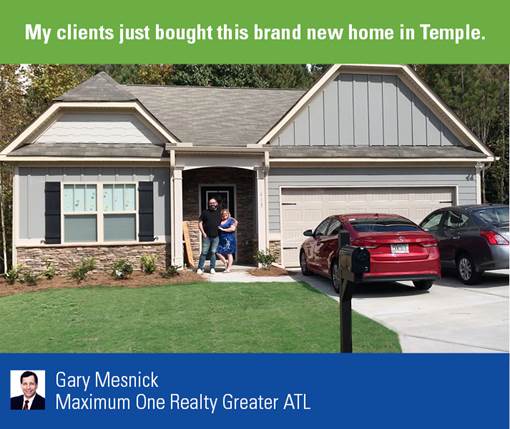 My clients just bought this brand new home in Temple.
Gary Mesnick
Maximum One Realty Greater ATL